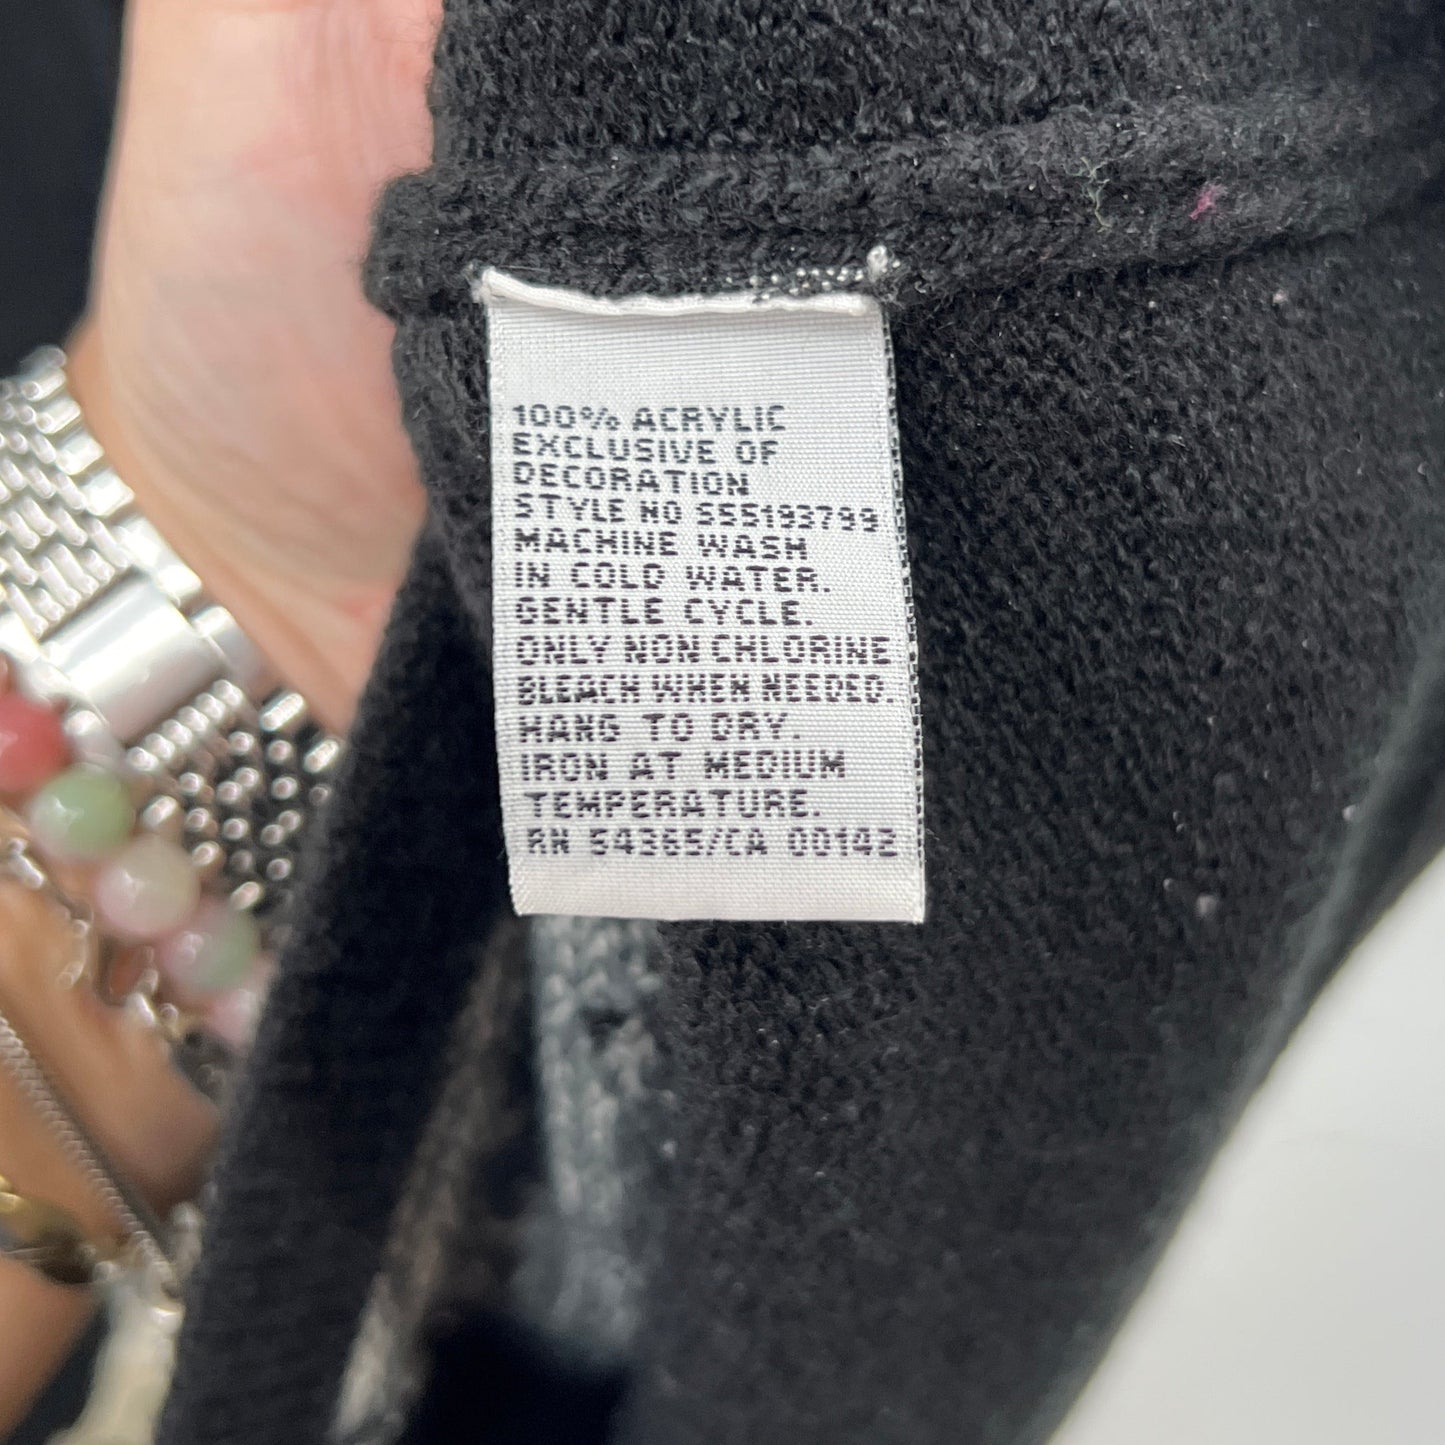 100% ACRYLIC
EXCLUSIVE OF
DECORATION
STYLE NO S55193799
MACHINE WASH
IN COLD WATER.
GENTLE CYCLE.
ONLY NON CHLORINE
BLEACH WHEN NEEDED.
HANG TO DRY.
IRON AT MEDIUM
TEMPERATURE.
RN 54365/CA 00142